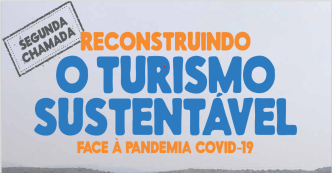 SEGUNDA
CHAMADA
RECONSTRUINDO
O TURISMO
SUSTENTÁVEL
FACE À PANDEMIA COVID-19